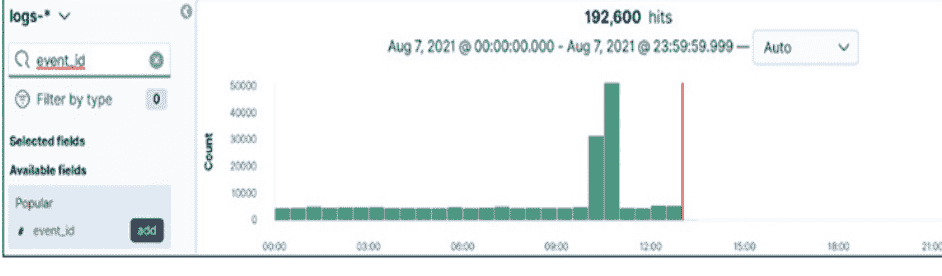 logs-*
event_id
Filter by type 0
Selected fields
Available fields
Popular
# event_id add
192,600 hits
Aug 7, 2021 @ 00:00:00.000 - Aug 7, 2021 @ 23:59:59.999 — Auto
Count
50000
40000
30000
20000
10000
0
00:00 03:00 06:00 09:00 12:00 15:00 18:00 21:00